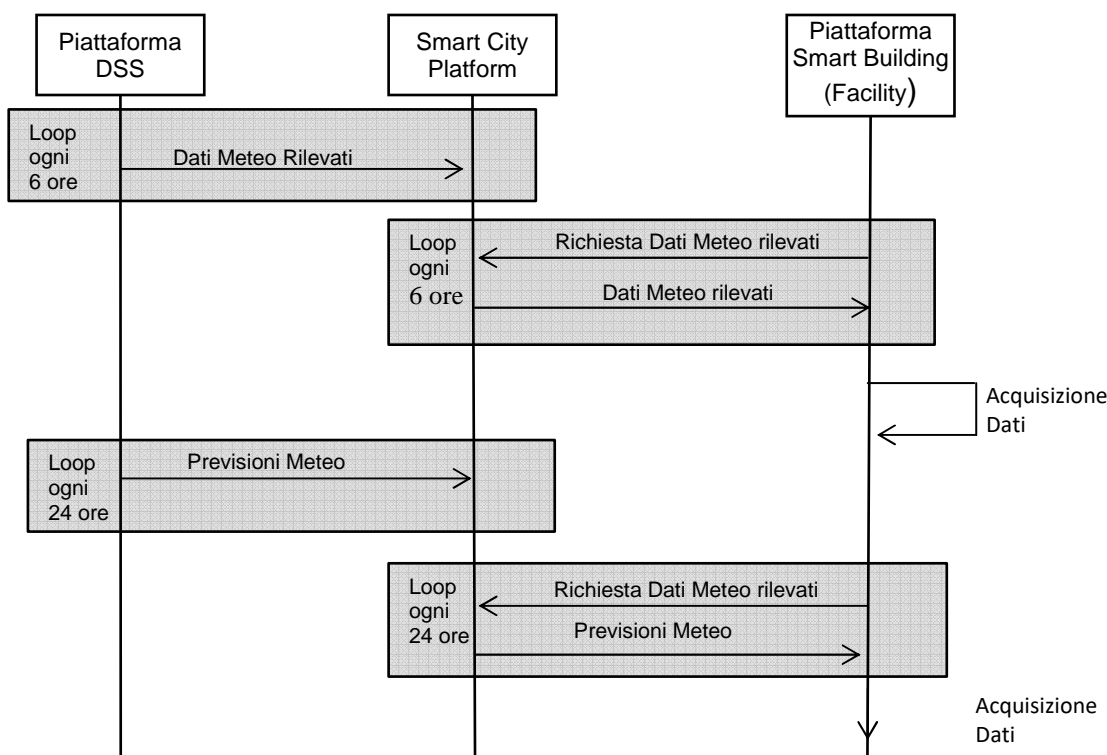 Piattaforma
DSS
Smart City
Platform
Piattaforma
Smart Building
(Facility)
Loop
ogni
6 ore
Dati Meteo Rilevati
Loop
ogni
6 ore
Richiesta Dati Meteo rilevati
Dati Meteo rilevati
Acquisizione
Dati
Loop
ogni
24 ore
Previsioni Meteo
Loop
ogni
24 ore
Richiesta Dati Meteo rilevati
Previsioni Meteo
Acquisizione
Dati